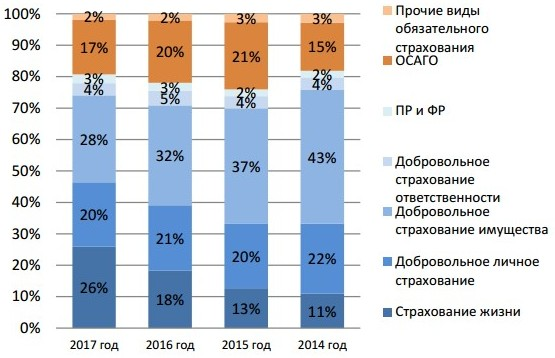 100%
90%
80%
70%
60%
50%
40%
30%
20%
10%
0%
2%
17%
3%
4%
28%
20%
26%
2%
20%
3%
5%
32%
21%
18%
3%
21%
2%
4%
37%
20%
13%
3%
15%
2%
4%
43%
22%
11%
2017 год
2016 год
2015 год
2014 год
Прочие виды
обязательного
страхования
ОСАГО
ПР и ФР
Добровольное
страхование
ответственности
Добровольное
страхование имущества
Добровольное личное
страхование
Страхование жизни